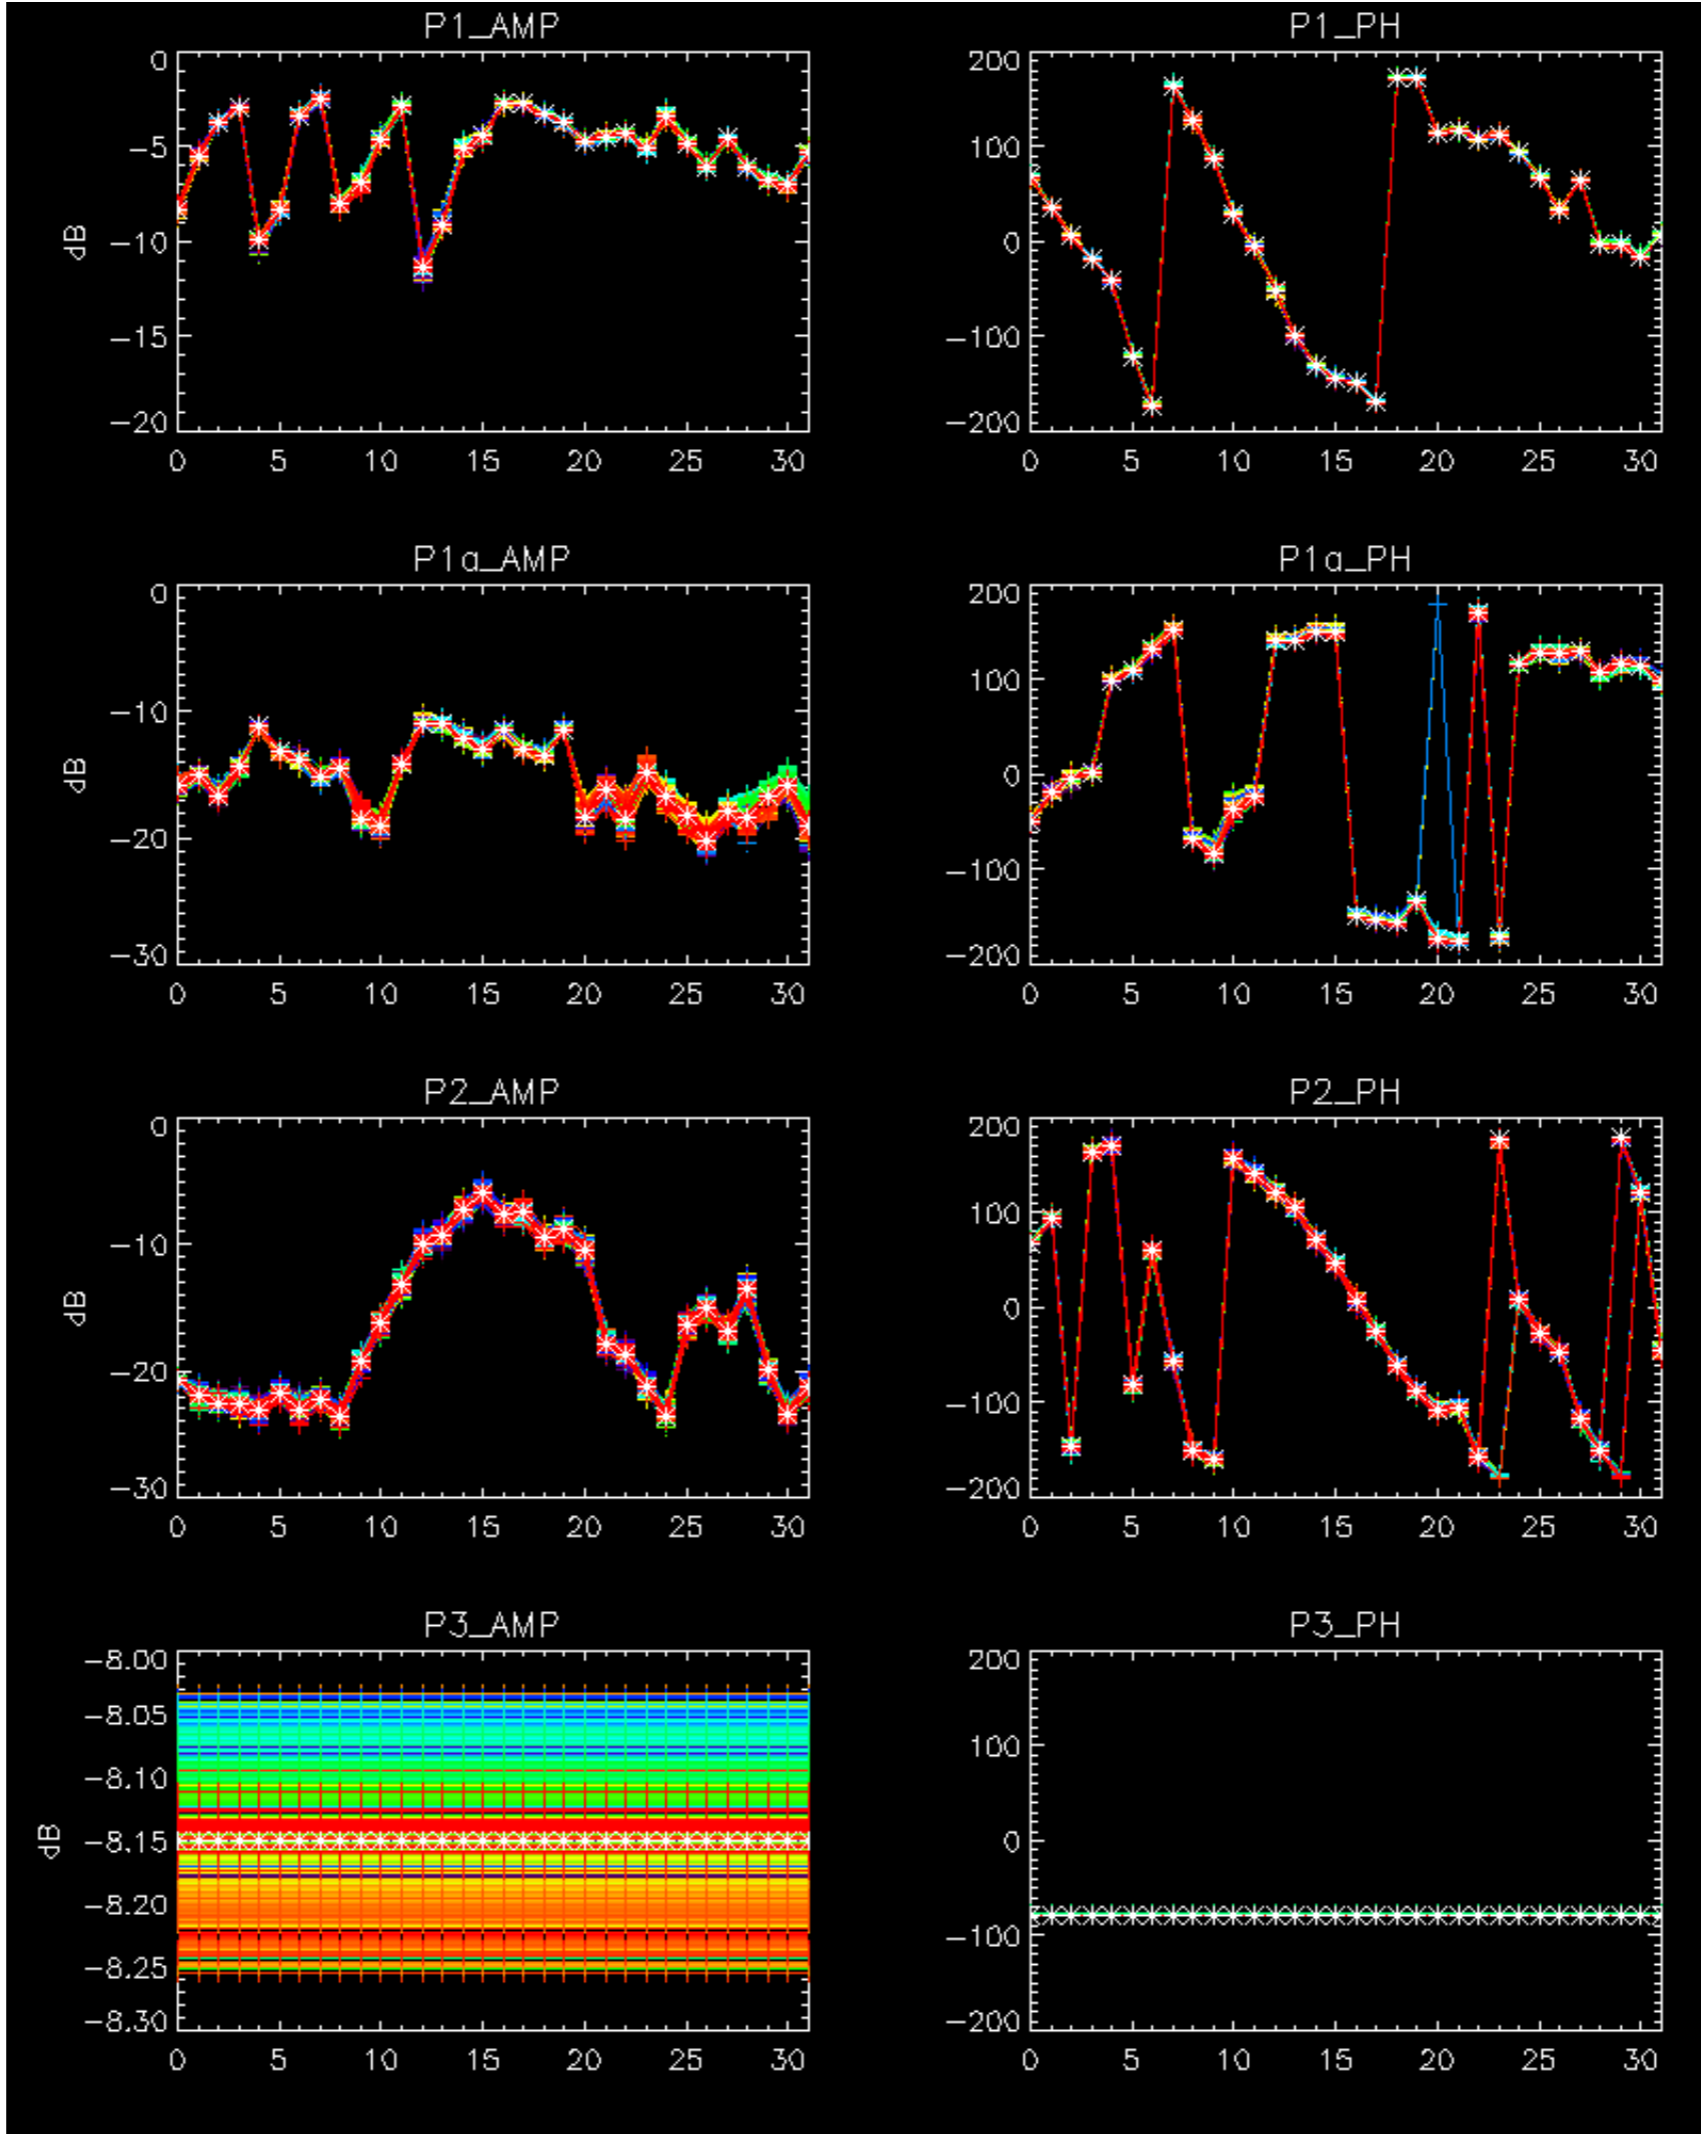 P1_AMP P1_PH
0 -5 -10 -15 -20 dB 200 100 0 -100 -200
0 5 10 15 20 25 30 0 5 10 15 20 25 30
P1a_AMP P1a_PH
0 -10 -20 -30 dB 200 100 0 -100 -200
0 5 10 15 20 25 30 0 5 10 15 20 25 30
P2_AMP P2_PH
0 -10 -20 -30 dB 200 100 0 -100 -200
0 5 10 15 20 25 30 0 5 10 15 20 25 30
P3_AMP P3_PH
-8.00 -8.05 -8.10 -8.15 -8.20 -8.25 -8.30 dB 200 100 0 -100 -200
0 5 10 15 20 25 30 0 5 10 15 20 25 30